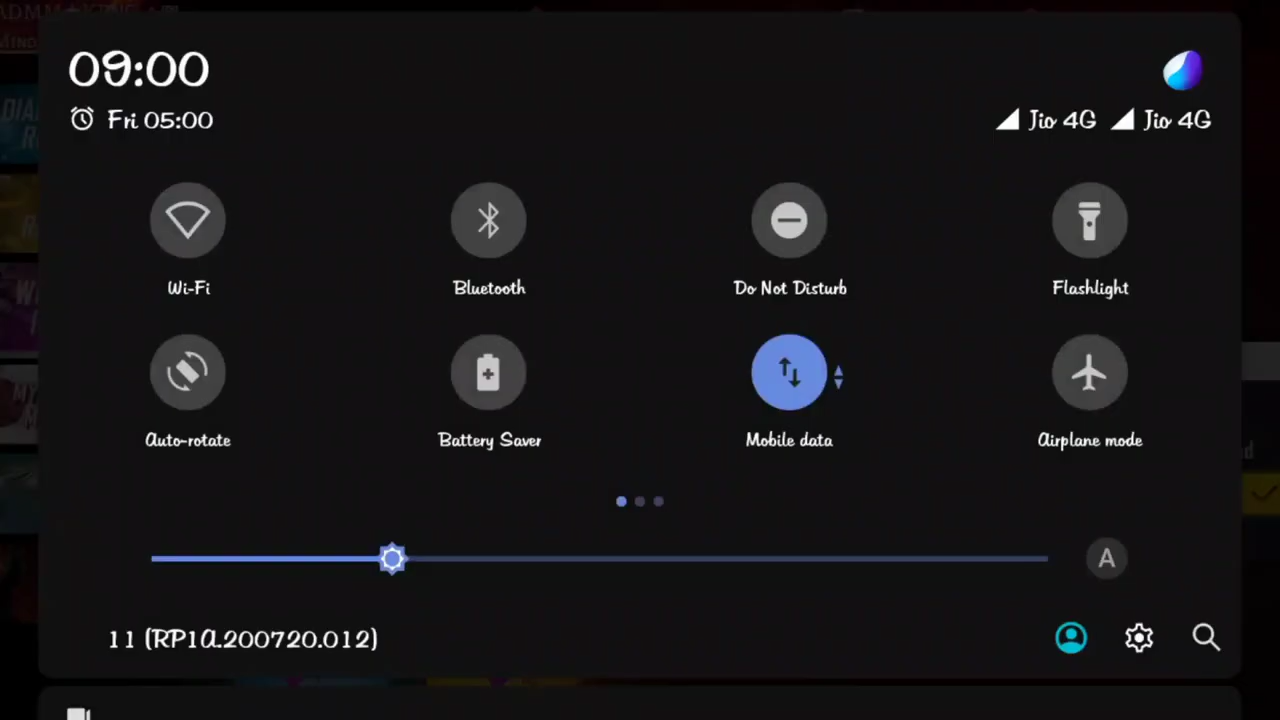 09:00
Fri 05:00
Jio 4G Jio 4G
Wi-Fi
Bluetooth
Do Not Disturb
Flashlight
Auto-rotate
Battery Saver
Mobile data
Airplane mode
A
11 (RP1A.200720.012)